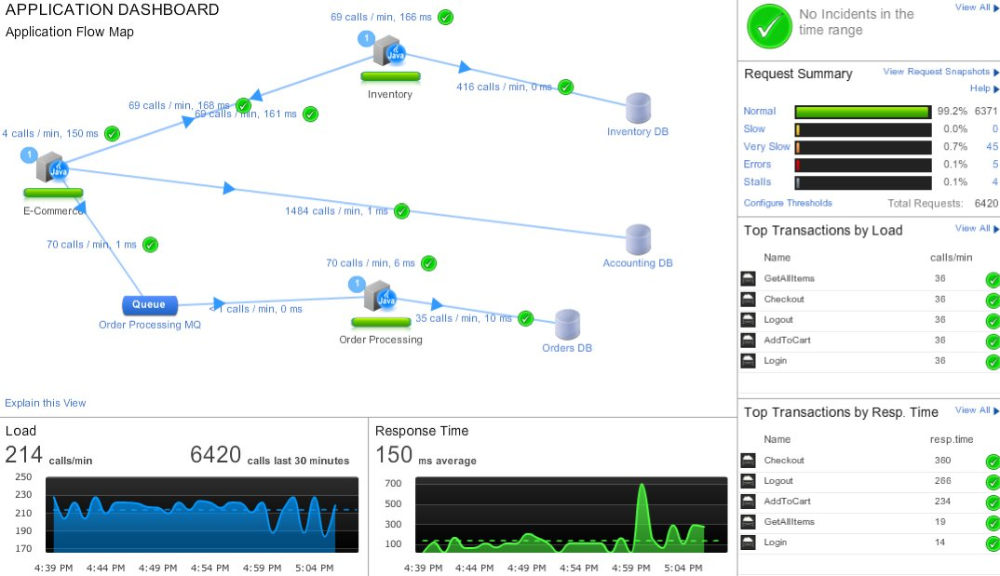 APPLICATION DASHBOARD
Application Flow Map
69 calls / min, 166 ms
1
Java
Inventory
416 calls / min, 0 ms
Inventory DB
69 calls / min, 168 ms
69 calls / min, 161 ms
4 calls / min, 150 ms
1
Java
E-Commerce
1484 calls / min, 1 ms
Accounting DB
70 calls / min, 1 ms
70 calls / min, 6 ms
1
Java
Queue
Order Processing MQ
<1 calls / min, 0 ms
Order Processing
35 calls / min, 10 ms
Orders DB
Explain this View
Load
214 calls/min
6420 calls last 30 minutes
250
230
210
190
170
4:39 PM 4:44 PM 4:49 PM 4:54 PM 4:59 PM 5:04 PM
Response Time
150 ms average
700
500
300
100
4:39 PM 4:44 PM 4:49 PM 4:54 PM 4:59 PM 5:04 PM
View All
No Incidents in the
time range
Request Summary
View Request Snapshots
Help
Normal 99.2% 6371
Slow 0.0% 0
Very Slow 0.7% 45
Errors 0.1% 5
Stalls 0.1% 4
Configure Thresholds
Total Requests: 6420
Top Transactions by Load
View All
Name calls/min
GetAllItems 36
Checkout 36
Logout 36
AddToCart 36
Login 36
Top Transactions by Resp. Time
View All
Name resp.time
Checkout 360
Logout 266
AddToCart 234
GetAllItems 19
Login 14